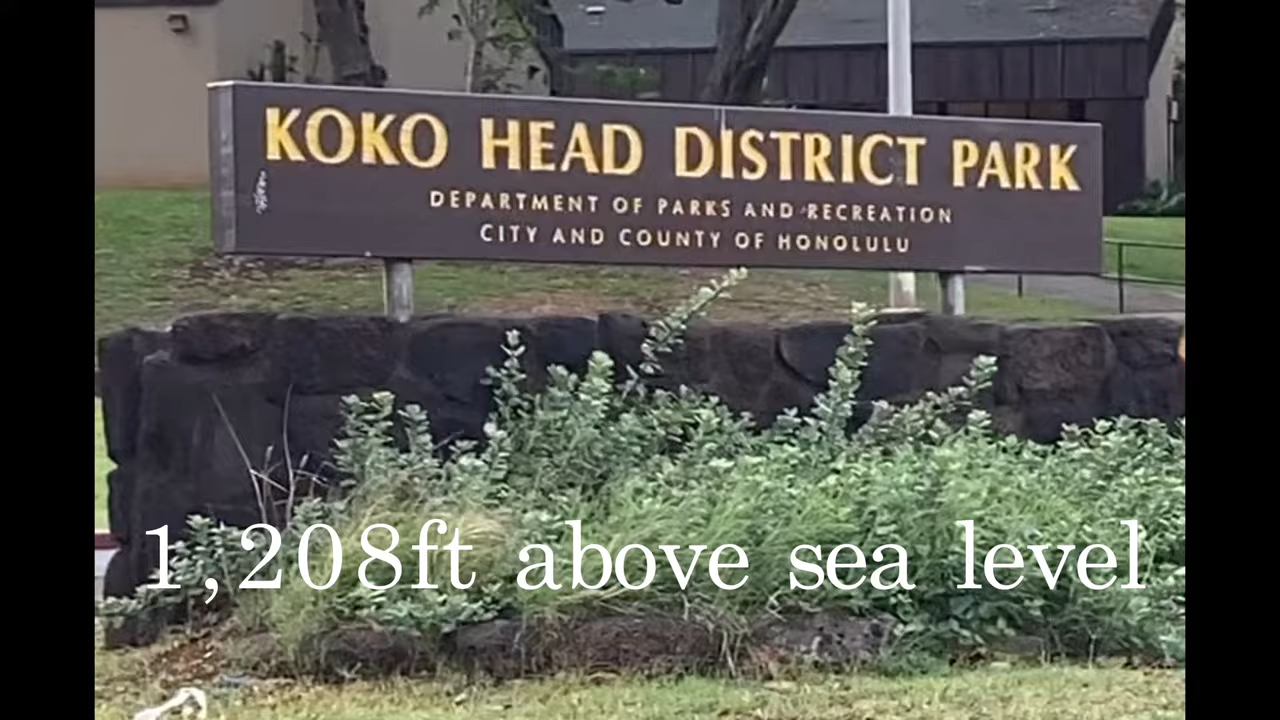 KOKO HEAD DISTRICT PARK
DEPARTMENT OF PARKS AND RECREATION
CITY AND COUNTY OF HONOLULU
1,208ft above sea level